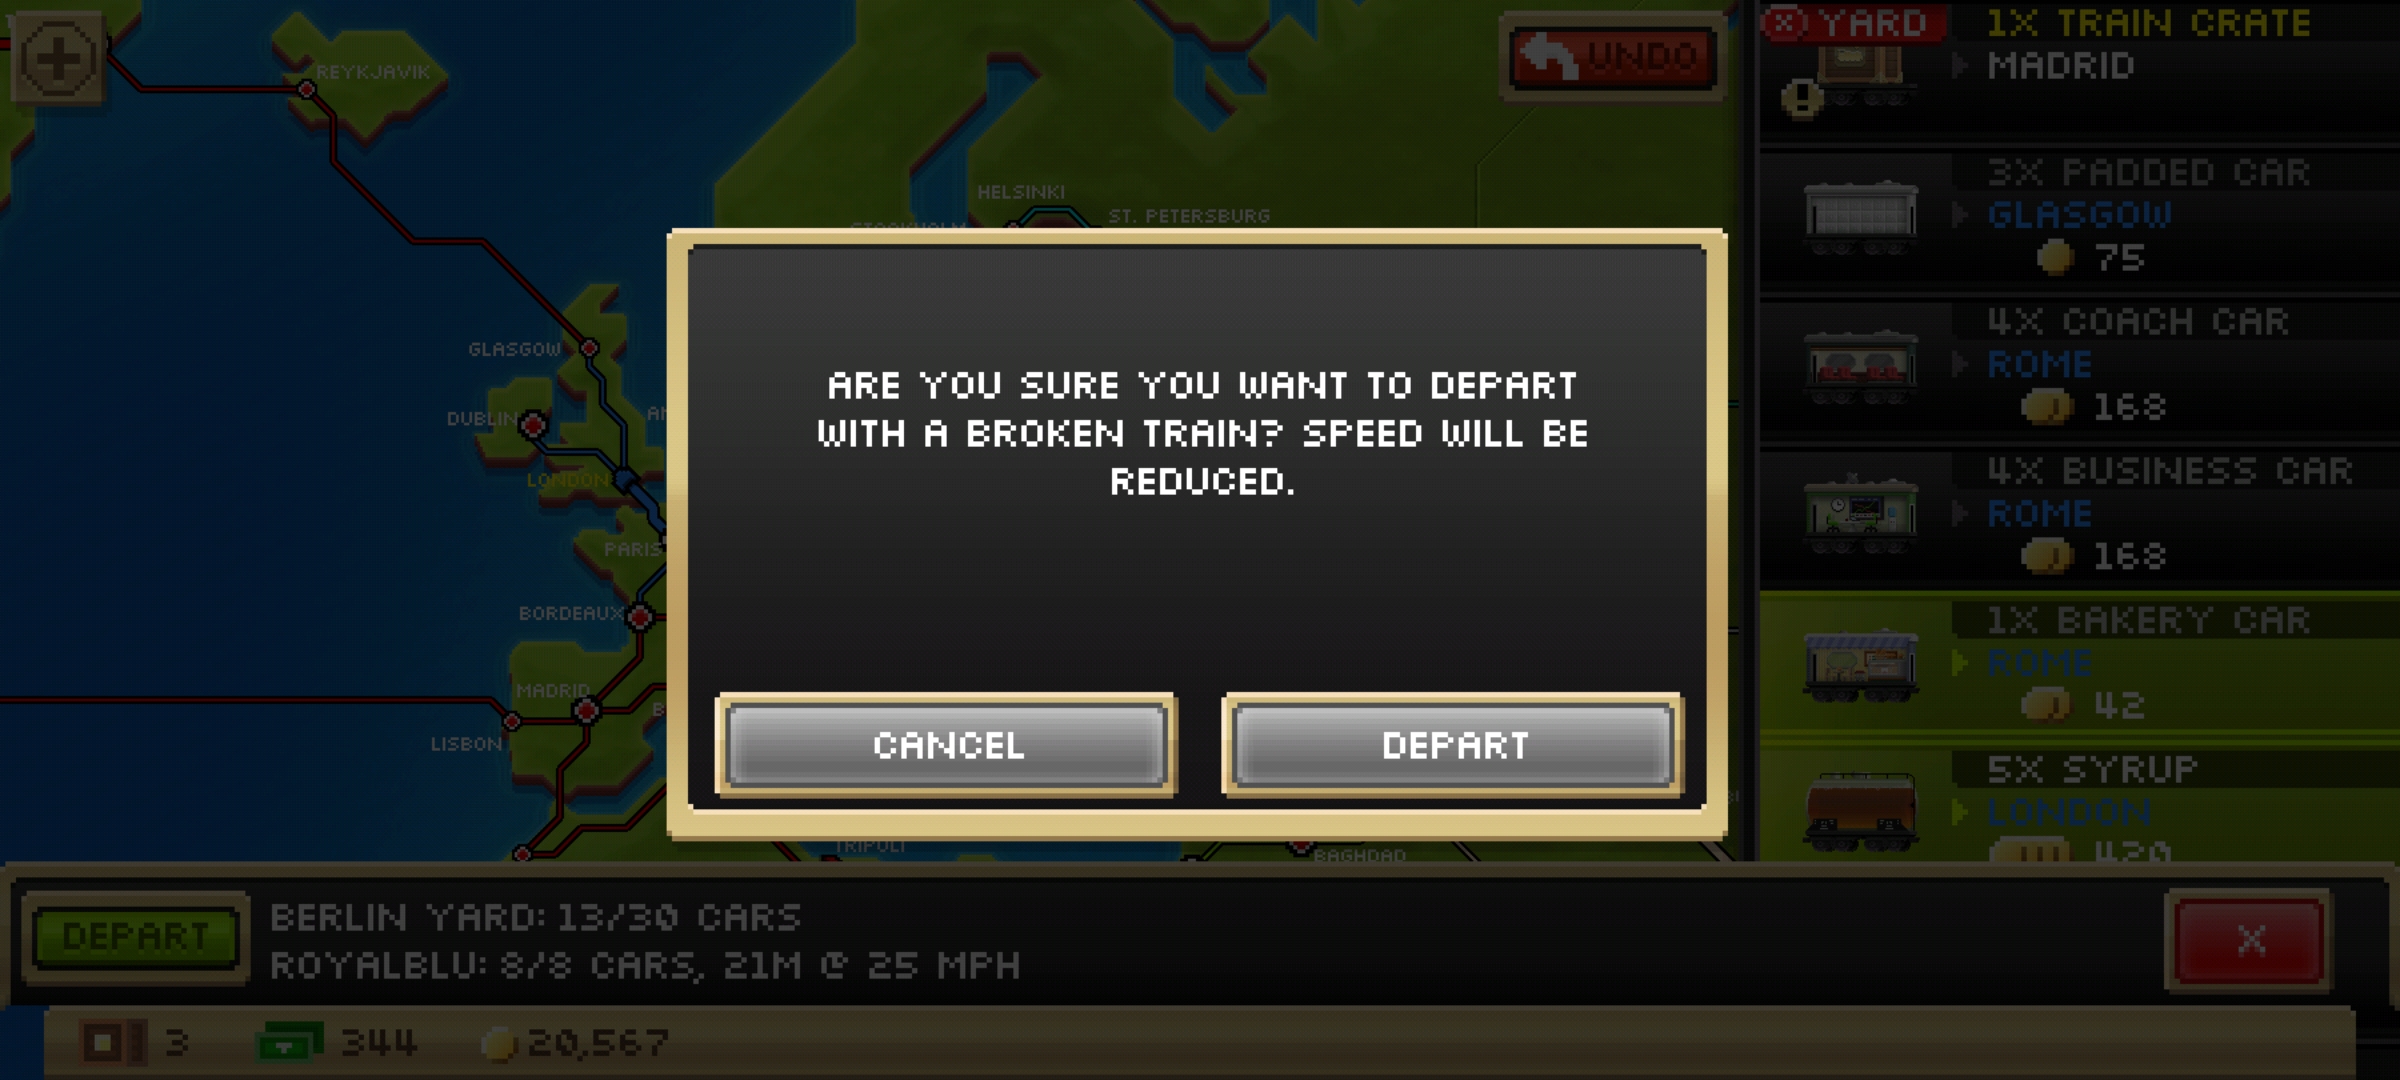 REYKJAVIK
UNDO
YARD
1X TRAIN CRATE
MADRID
3X PADDED CAR
GLASGOW
75
4X COACH CAR
ROME
168
4X BUSINESS CAR
ROME
168
1X BAKERY CAR
ROME
42
5X SYRUP
LONDON
420
HELSINKI
ST. PETERSBURG
STOCKHOLM
GLASGOW
DUBLIN
LONDON
PARIS
BORDEAUX
MADRID
LISBON
TRIPOLI
BAGHDAD
ARE YOU SURE YOU WANT TO DEPART
WITH A BROKEN TRAIN? SPEED WILL BE
REDUCED.
CANCEL
DEPART
DEPART
BERLIN YARD: 13/30 CARS
ROYALBLU: 8/8 CARS, 21M @ 25 MPH
X
3
344
20,567